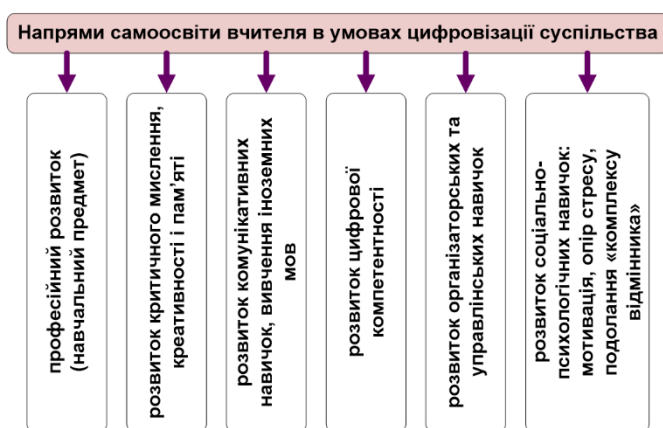 Напрями самоосвіти вчителя в умовах цифровізації суспільства
професійний розвиток
(навчальний предмет)
розвиток критичного мислення,
креативності і пам’яті
розвиток комунікативних
навичок, вивчення іноземних
мов
розвиток цифрової
компетентності
розвиток організаторських та
управлінських навичок
розвиток соціально-
психологічних навичок:
мотивація, опір стресу,
подолання «комплексу
відмінника»